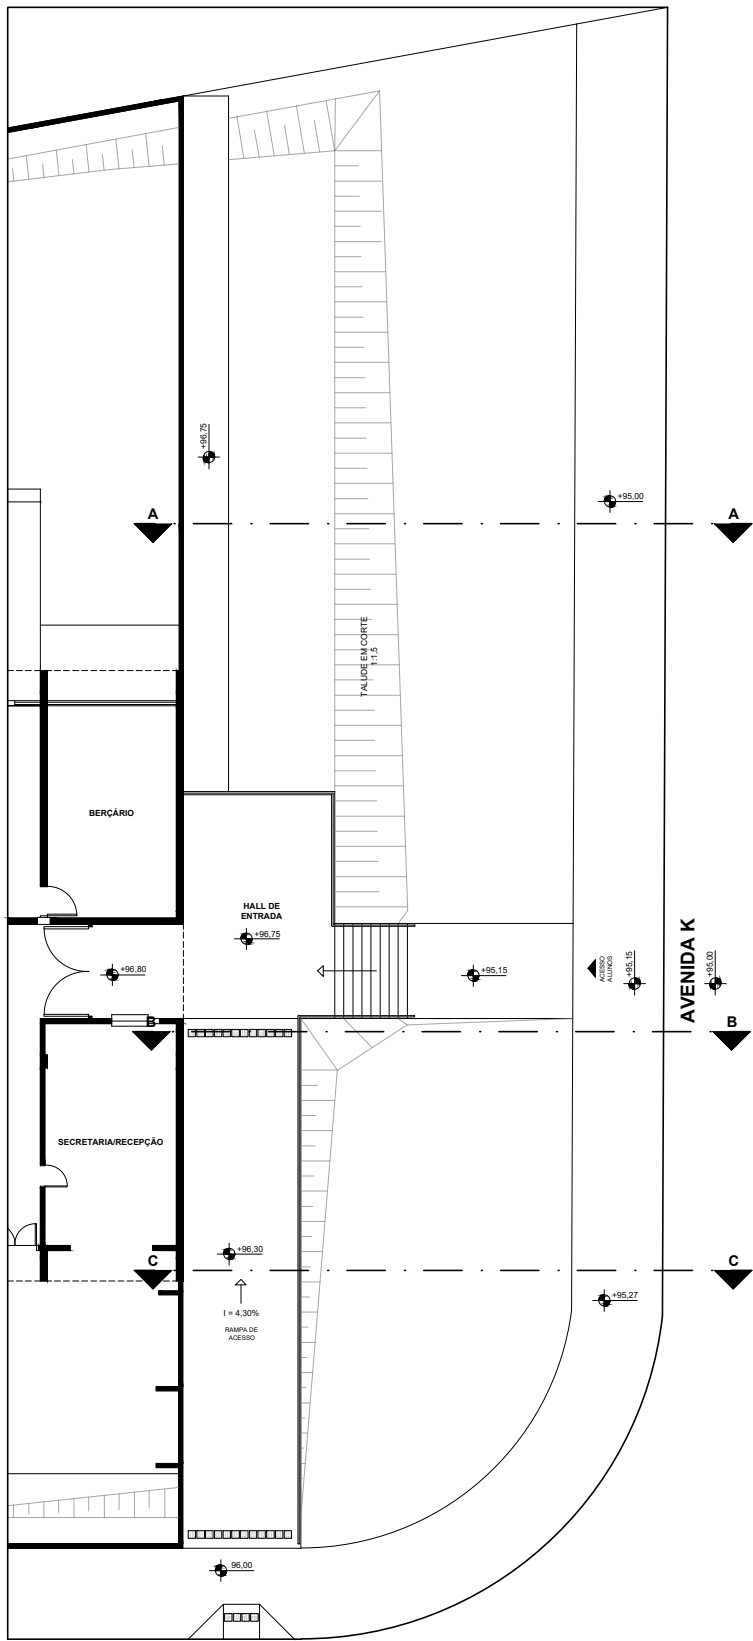 +96,75
A
A
+95,00
TALUDE EM CORTE
1:1,5
BERÇÁRIO
HALL DE
ENTRADA
+96,75
+96,80
+95,15
ACESSO
ALUNOS
+95,15
AVENIDA K
+95,00
B
B
SECRETARIA/RECEPÇÃO
+96,30
C
C
I = 4,30%
RAMPA DE
ACESSO
+95,27
96,00